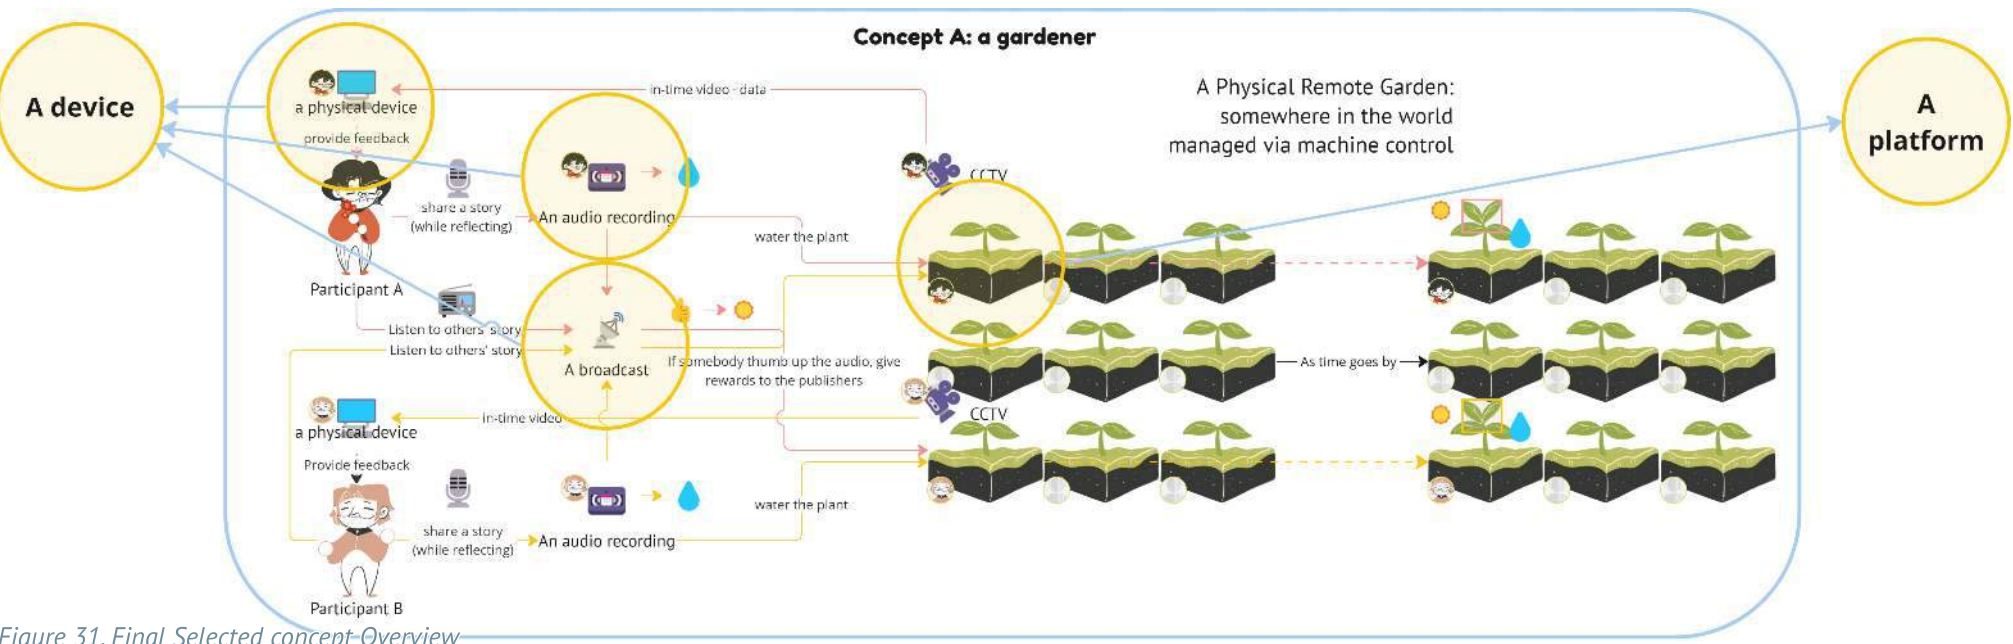 Concept A: a gardener
A device
A
platform
a physical device
provide feedback
in-time video - data
A Physical Remote Garden:
somewhere in the world
managed via machine control
CCTV
share a story
(while reflecting)
An audio recording
water the plant
Participant A
Listen to others' story
Listen to others' story
A broadcast
If somebody thumb up the audio, give
rewards to the publishers
As time goes by
in-time video
CCTV
a physical device
Provide feedback
share a story
(while reflecting)
An audio recording
water the plant
Participant B
Figure 31. Final Selected concept Overview